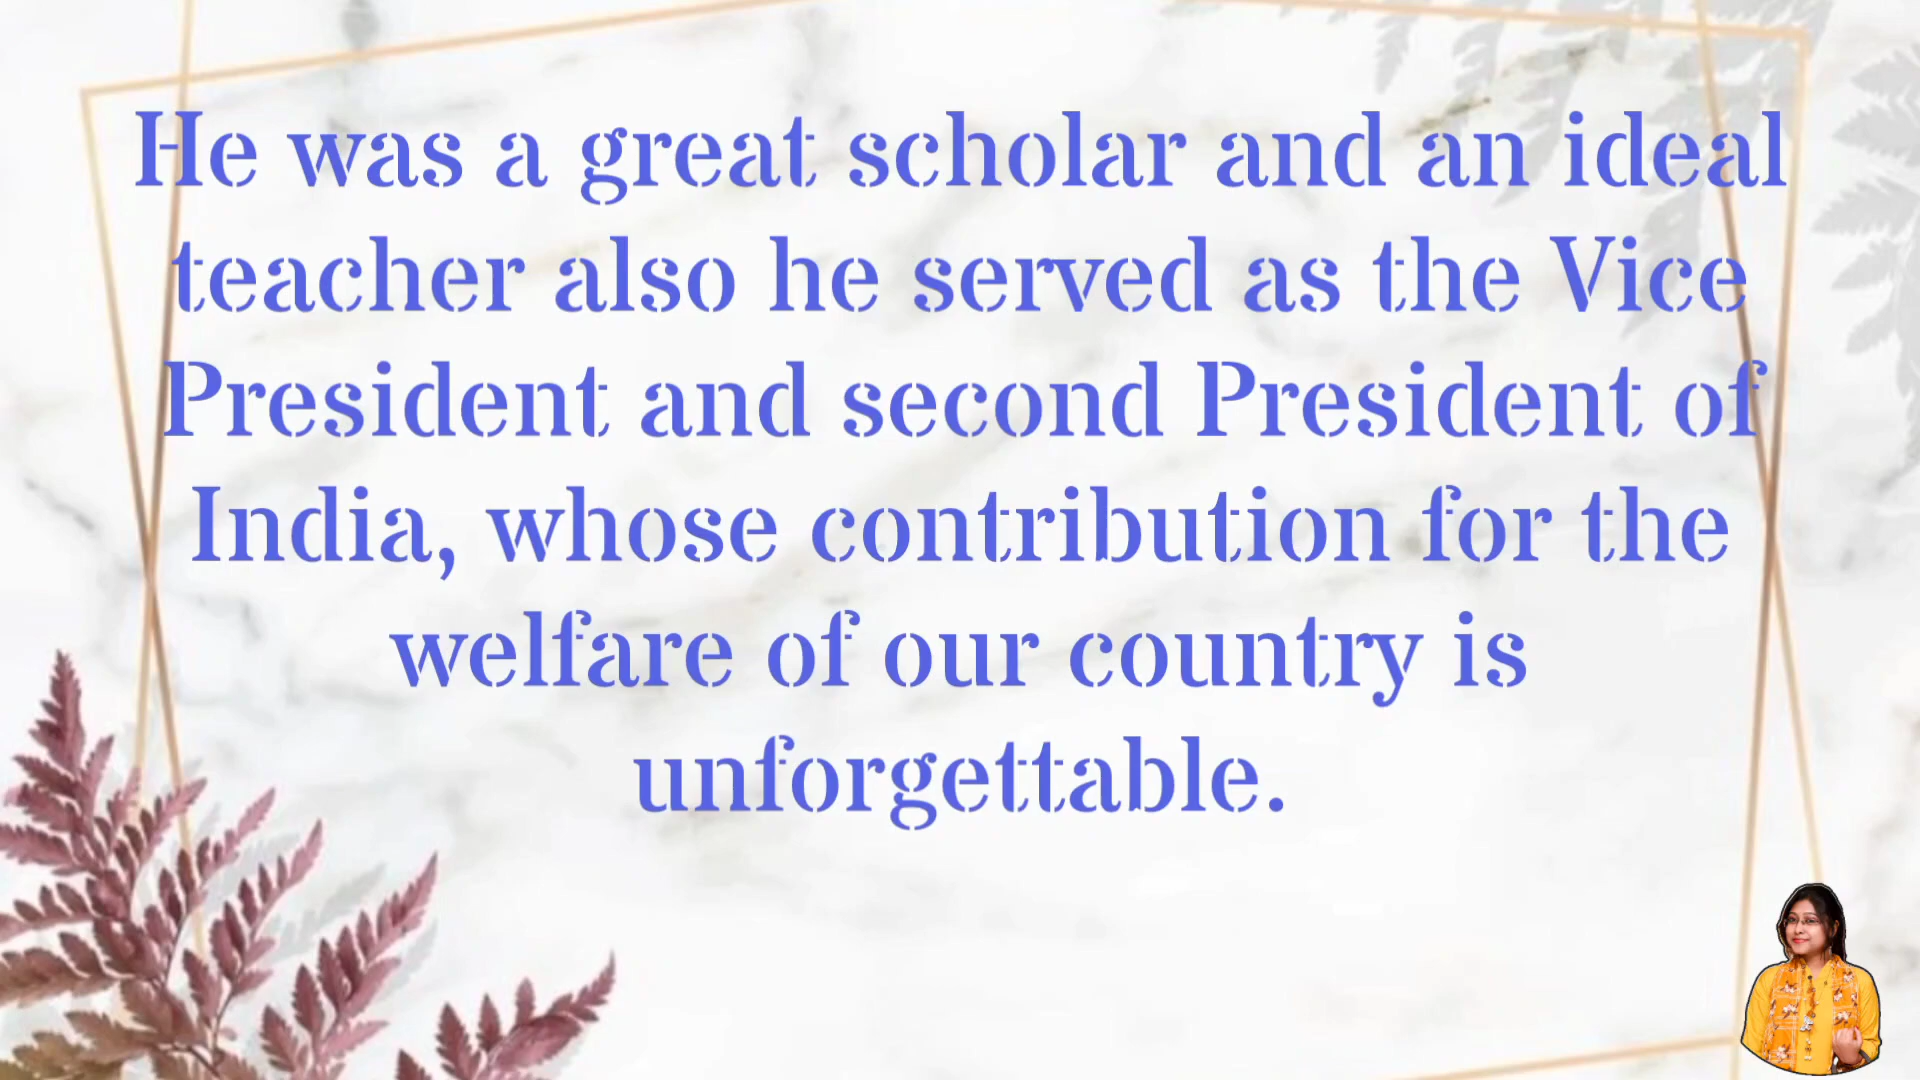 He was a great scholar and an ideal
teacher also he served as the Vice
President and second President of
India, whose contribution for the
welfare of our country is
unforgettable.